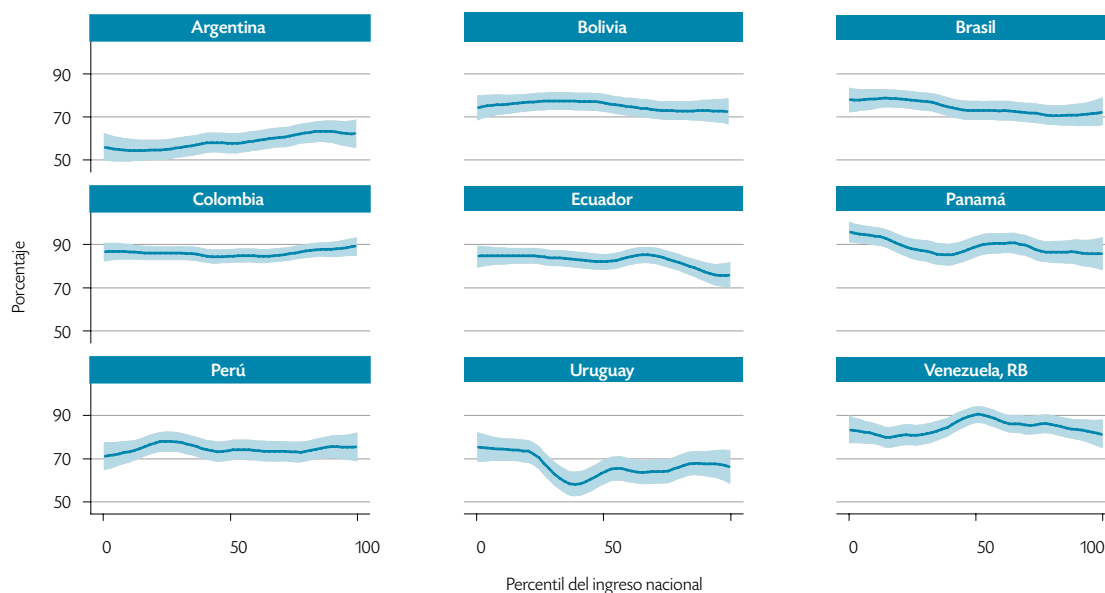 Argentina
Bolivia
Brasil
90
70
50
Colombia
Ecuador
Panamá
90
70
50
Perú
Uruguay
Venezuela, RB
90
70
50
0 50 100
0 50 100
0 50 100
Porcentaje
Percentil del ingreso nacional